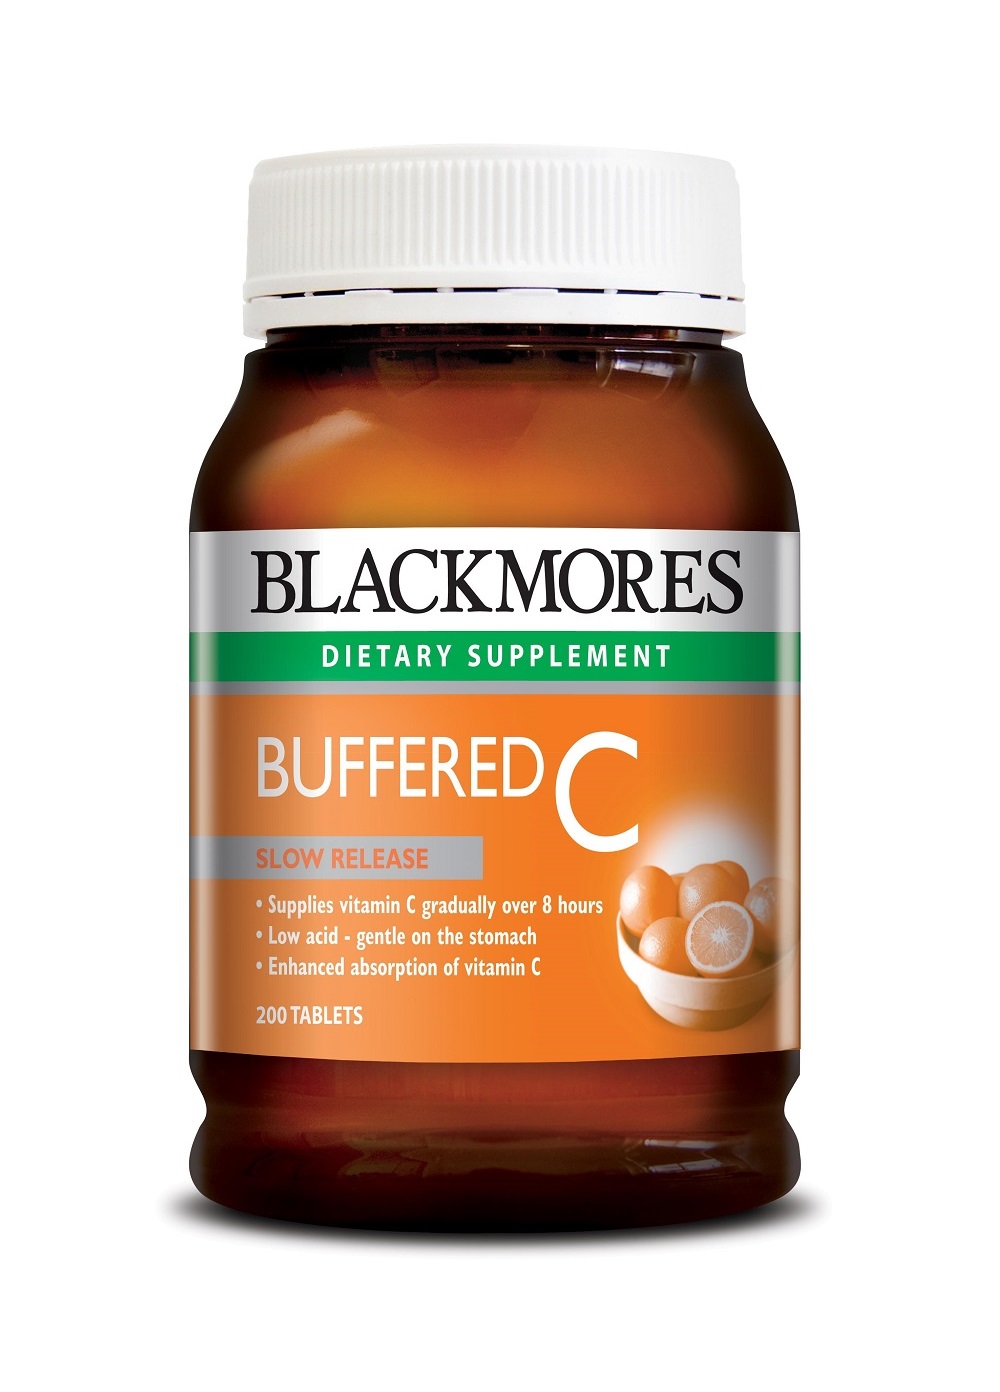 BLACKMORES
DIETARY SUPPLEMENT
BUFFERED C
SLOW RELEASE
• Supplies vitamin C gradually over 8 hours
• Low acid - gentle on the stomach
• Enhanced absorption of vitamin C
200 TABLETS